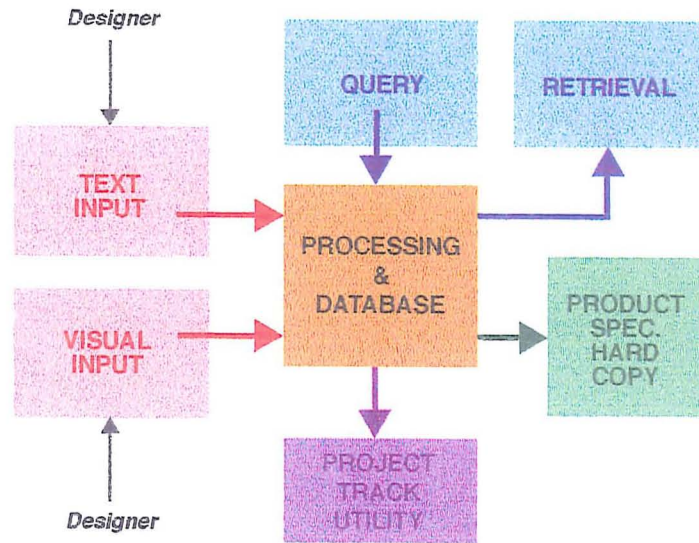 Designer
QUERY
RETRIEVAL
TEXT
INPUT
PROCESSING
&
DATABASE
VISUAL
INPUT
PRODUCT
SPEC.
HARD
COPY
PROJECT
TRACK
UTILITY
Designer